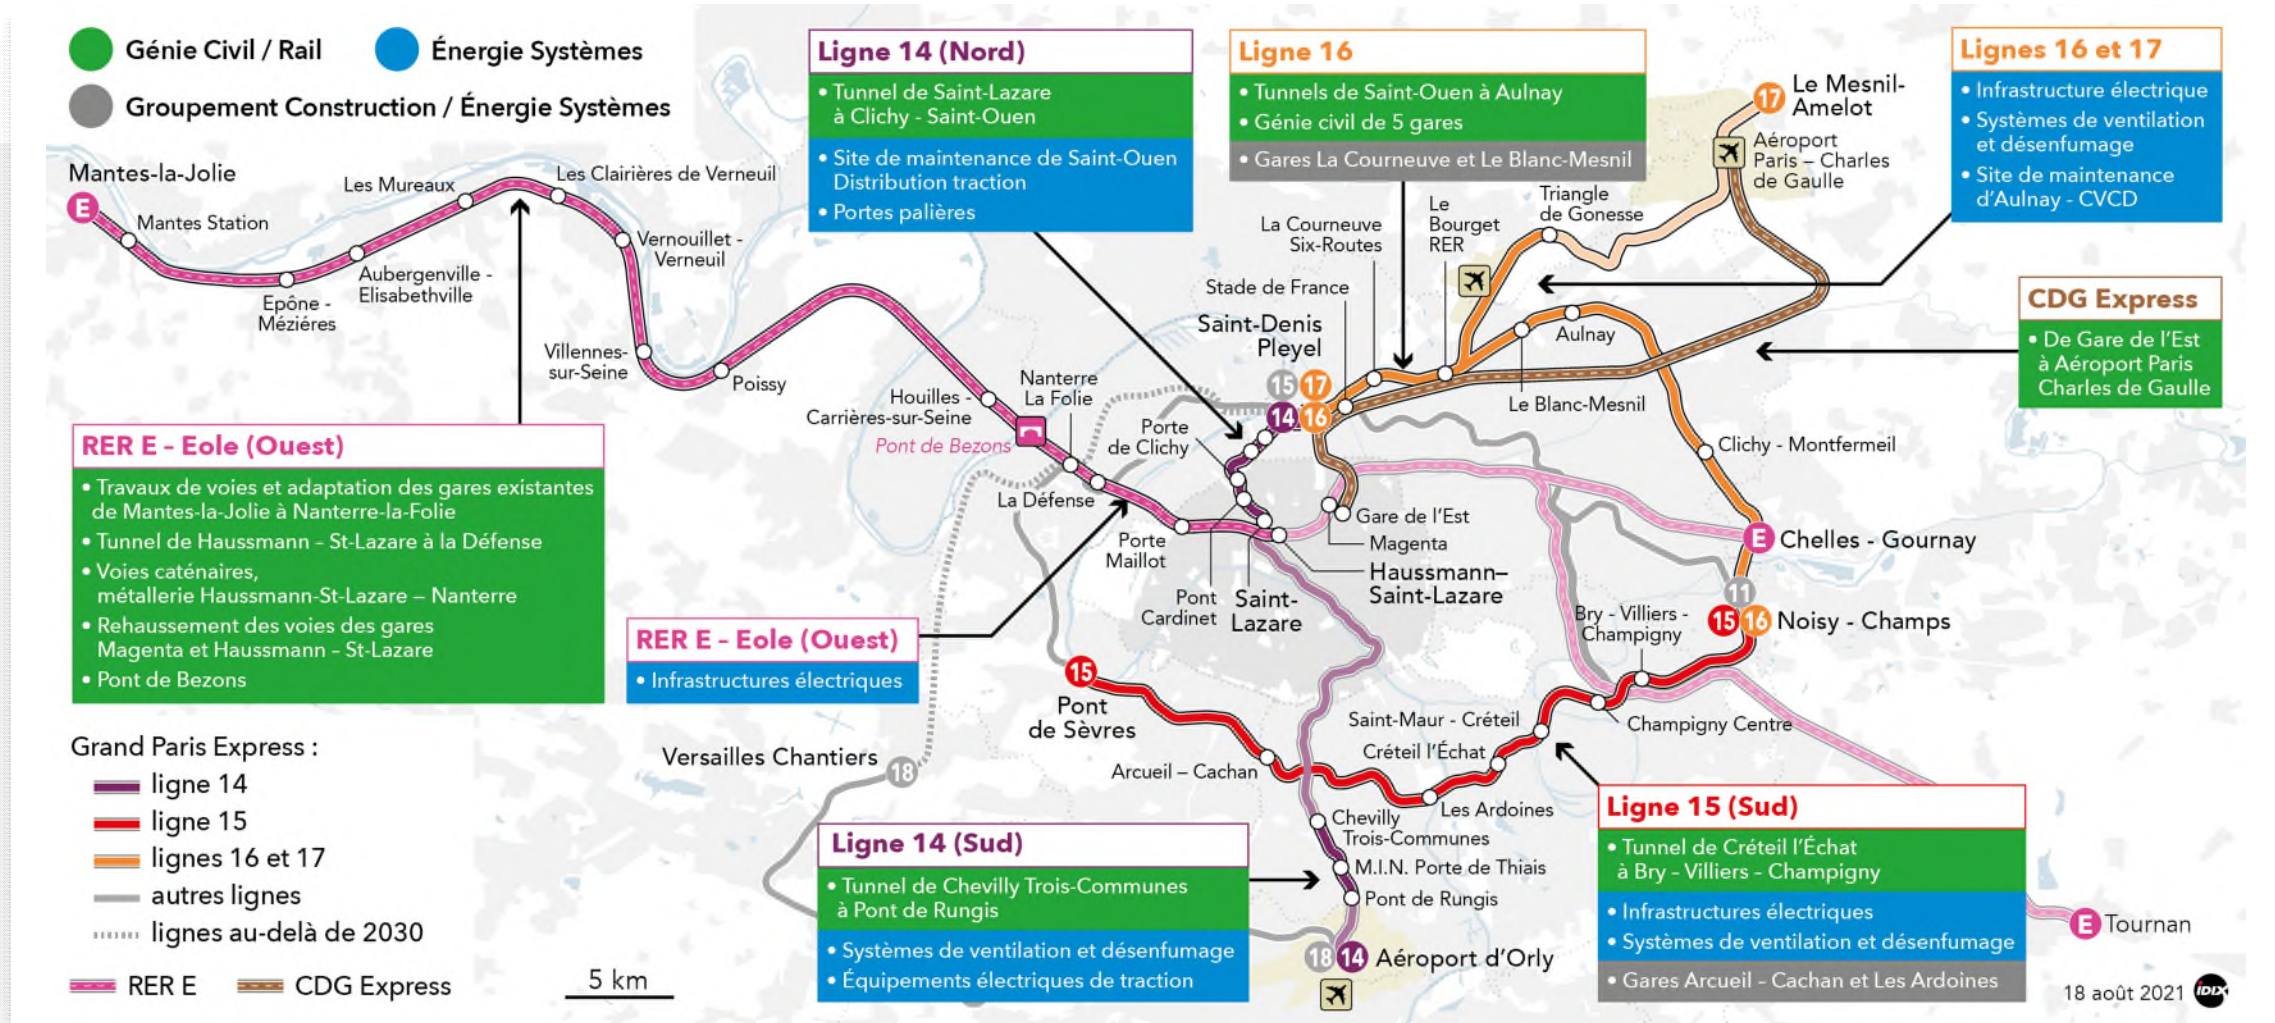 Génie Civil / Rail
Énergie Systèmes
Groupement Construction / Énergie Systèmes
Ligne 14 (Nord)
• Tunnel de Saint-Lazare
à Clichy - Saint-Ouen
• Site de maintenance de Saint-Ouen
Distribution traction
• Portes palières
Ligne 16
• Tunnels de Saint-Ouen à Aulnay
• Génie civil de 5 gares
• Gares La Courneuve et Le Blanc-Mesnil
Lignes 16 et 17
• Infrastructure électrique
• Systèmes de ventilation
et désenfumage
• Site de maintenance
d'Aulnay - CVCD
17
Le Mesnil-
Amelot
Aéroport
Paris – Charles
de Gaulle
Mantes-la-Jolie
E
Mantes Station
Les Mureaux
Les Clairières de Verneuil
Vernouillet -
Verneuil
Aubergenville -
Elisabethville
Epône -
Méziéres
Villennes-
sur-Seine
Poissy
Houilles -
Carrières-sur-Seine
Pont de Bezons
Nanterre
La Folie
La Défense
Porte
Maillot
Porte
de Clichy
Pont
Cardinet
Saint-
Lazare
Haussmann–
Saint-Lazare
Magenta
Gare de l'Est
Saint-Denis
Pleyel
15
17
14
16
Stade de France
La Courneuve
Six-Routes
Le
Bourget
RER
Triangle
de Gonesse
Aulnay
Le Blanc-Mesnil
Clichy - Montfermeil
E
Chelles - Gournay
11
15
16
Noisy - Champs
Bry - Villiers -
Champigny
Champigny Centre
Saint-Maur - Créteil
Créteil l'Échat
Les Ardoines
Arcueil – Cachan
15
Pont
de Sèvres
Versailles Chantiers
18
Chevilly
Trois-Communes
M.I.N. Porte de Thiais
Pont de Rungis
18
14
Aéroport d'Orly
E
Tournan
CDG Express
• De Gare de l'Est
à Aéroport Paris
Charles de Gaulle
RER E – Eole (Ouest)
• Travaux de voies et adaptation des gares existantes
de Mantes-la-Jolie à Nanterre-la-Folie
• Tunnel de Haussmann – St-Lazare à la Défense
• Voies caténaires,
métallerie Haussmann-St-Lazare – Nanterre
• Rehaussement des voies des gares
Magenta et Haussmann – St-Lazare
• Pont de Bezons
RER E – Eole (Ouest)
• Infrastructures électriques
Ligne 14 (Sud)
• Tunnel de Chevilly Trois-Communes
à Pont de Rungis
• Systèmes de ventilation et désenfumage
• Équipements électriques de traction
Ligne 15 (Sud)
• Tunnel de Créteil l'Échat
à Bry - Villiers - Champigny
• Infrastructures électriques
• Systèmes de ventilation et désenfumage
• Gares Arcueil – Cachan et Les Ardoines
Grand Paris Express :
ligne 14
ligne 15
lignes 16 et 17
autres lignes
lignes au-delà de 2030
RER E
CDG Express
5 km
18 août 2021
iDIX